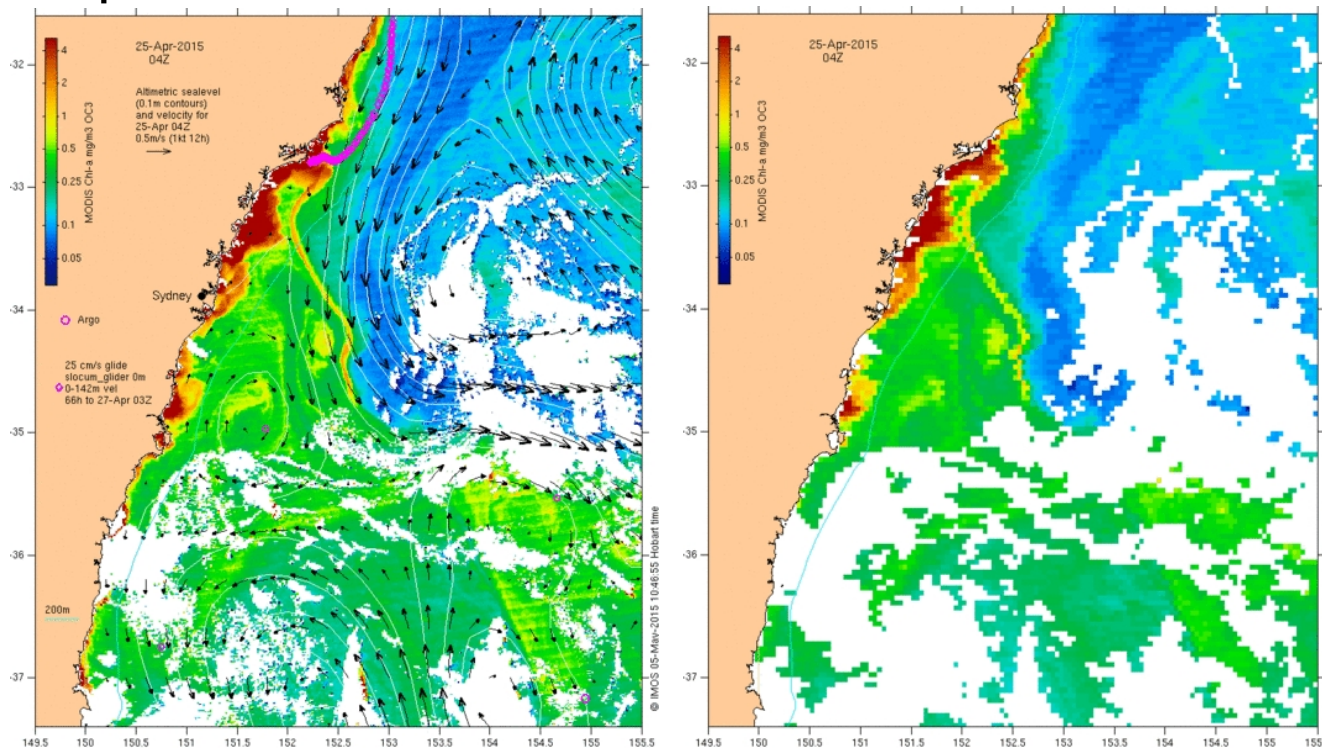 25-Apr-2015
04Z
Altimetric sealevel
(0.1m contours)
and velocity for
25-Apr 04Z
0.5m/s (1kt 12h)
4
2
1
0.5
0.25
0.1
0.05
MODIS Chl-a mg/m3 OC3
Sydney
Argo
25 cm/s glide
slocum_glider 0m
0-142m vel
66h to 27-Apr 03Z
200m
-32
-33
-34
-35
-36
-37
149.5 150 150.5 151 151.5 152 152.5 153 153.5 154 154.5 155 155.5
© IMOS 05-May-2015 10:46:55 Hobart time
25-Apr-2015
04Z
4
2
1
0.5
0.25
0.1
0.05
MODIS Chl-a mg/m3 OC3
-32
-33
-34
-35
-36
-37
149.5 150 150.5 151 151.5 152 152.5 153 153.5 154 154.5 155